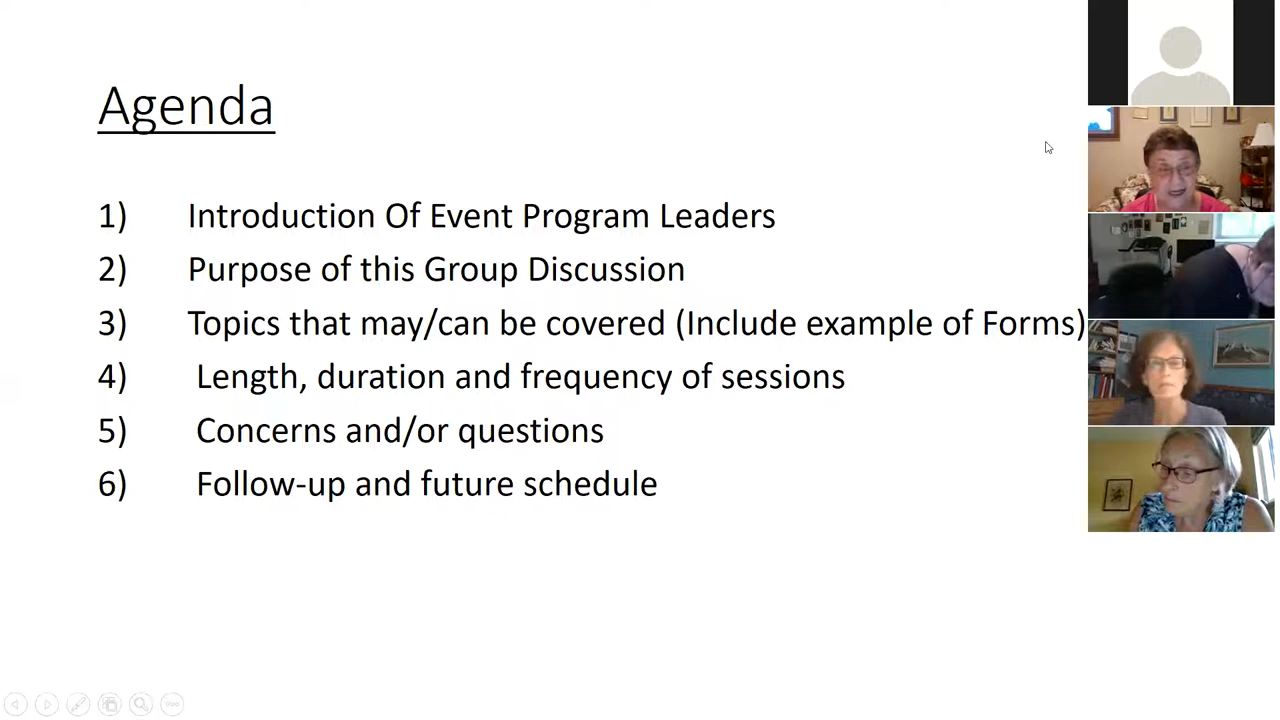 Agenda
1) Introduction Of Event Program Leaders
2) Purpose of this Group Discussion
3) Topics that may/can be covered (Include example of Forms)
4) Length, duration and frequency of sessions
5) Concerns and/or questions
6) Follow-up and future schedule